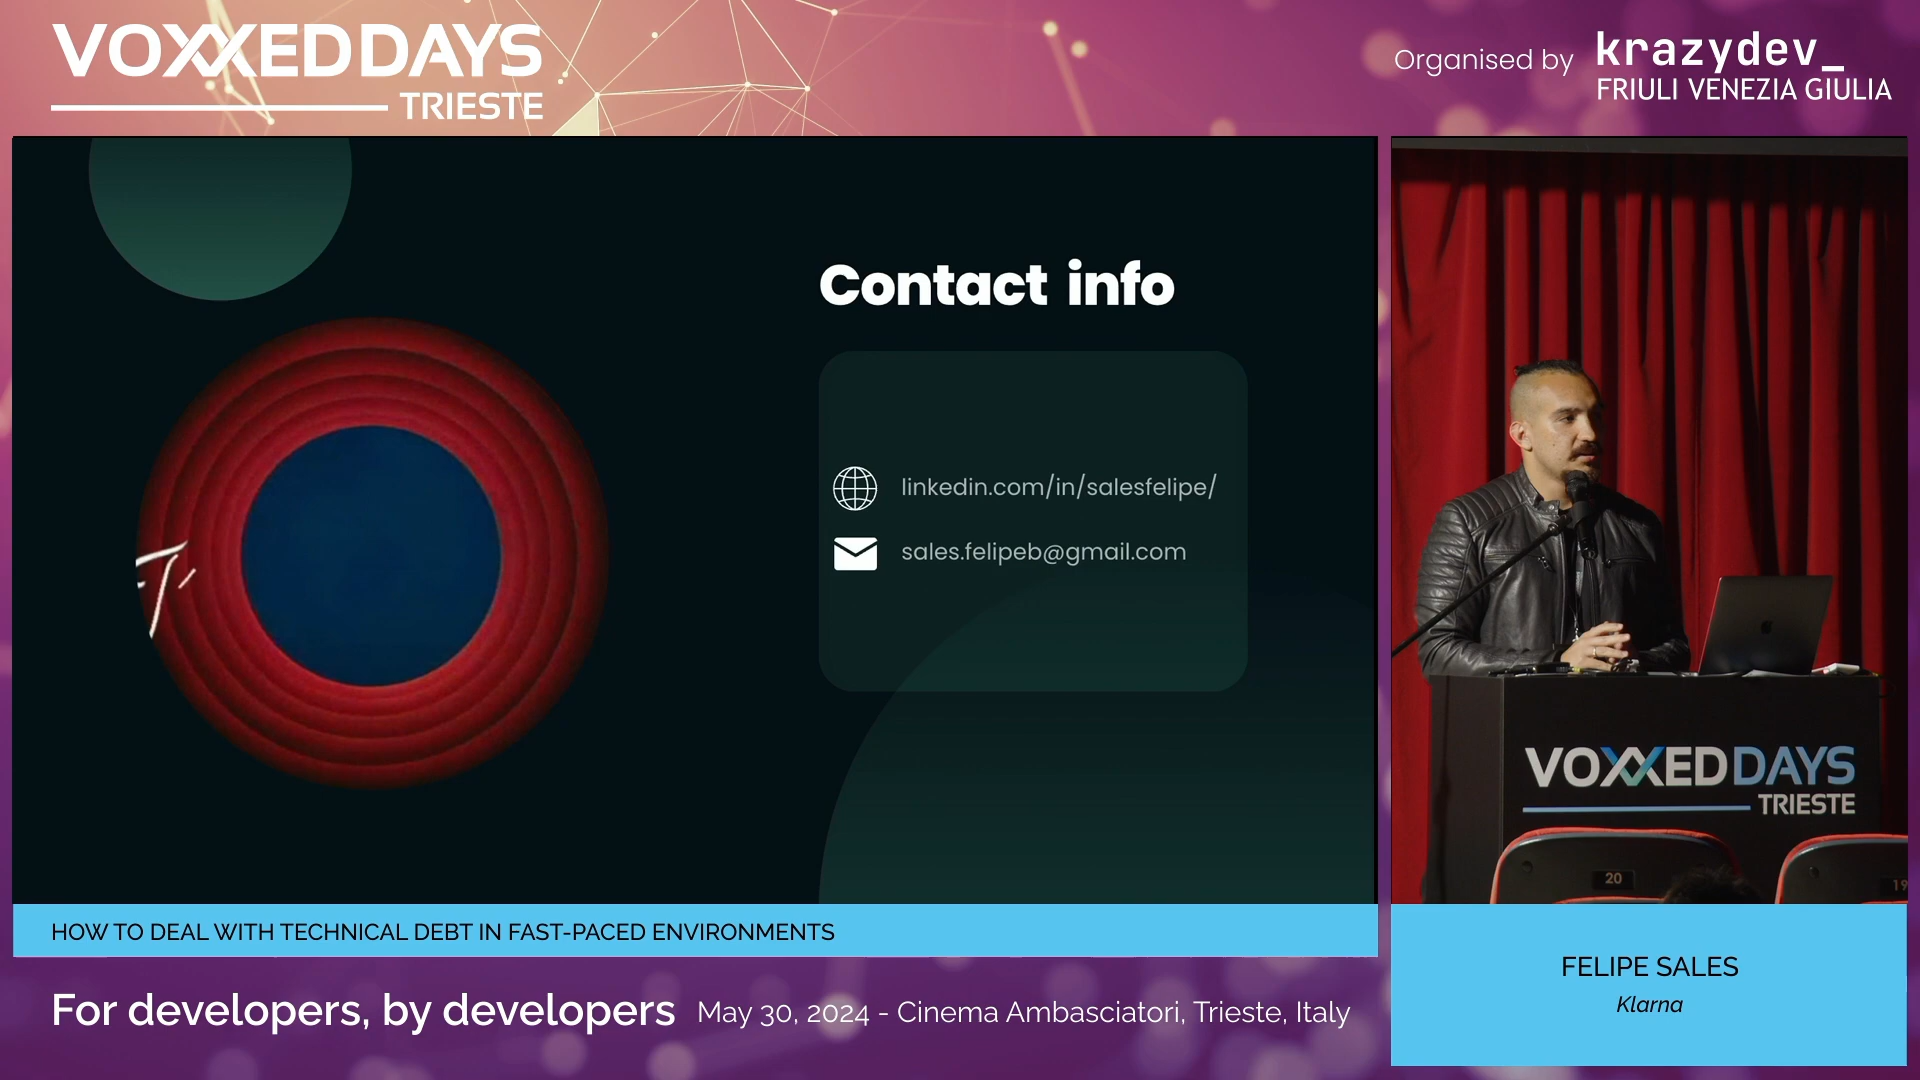 VOXXEDDAYS
TRIESTE
Organised by krazydev_
FRIULI VENEZIA GIULIA
Contact info
linkedin.com/in/salesfelipe/
sales.felipeb@gmail.com
VOXXEDDAYS
TRIESTE
20
19
HOW TO DEAL WITH TECHNICAL DEBT IN FAST-PACED ENVIRONMENTS
FELIPE SALES
Klarna
For developers, by developers May 30, 2024 - Cinema Ambasciatori, Trieste, Italy